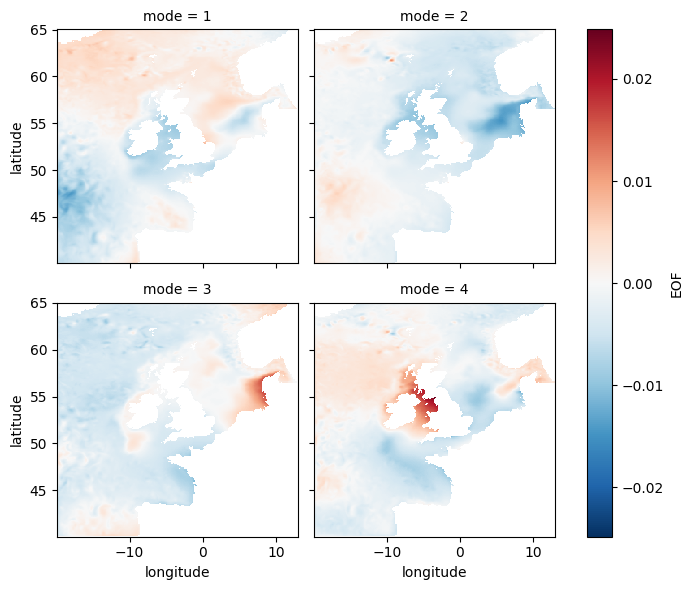 mode = 1
mode = 2
65
60
55
50
45
latitude
0.02
0.01
0.00
−0.01
−0.02
EOF
mode = 3
mode = 4
65
60
55
50
45
latitude
−10
0
10
longitude
−10
0
10
longitude